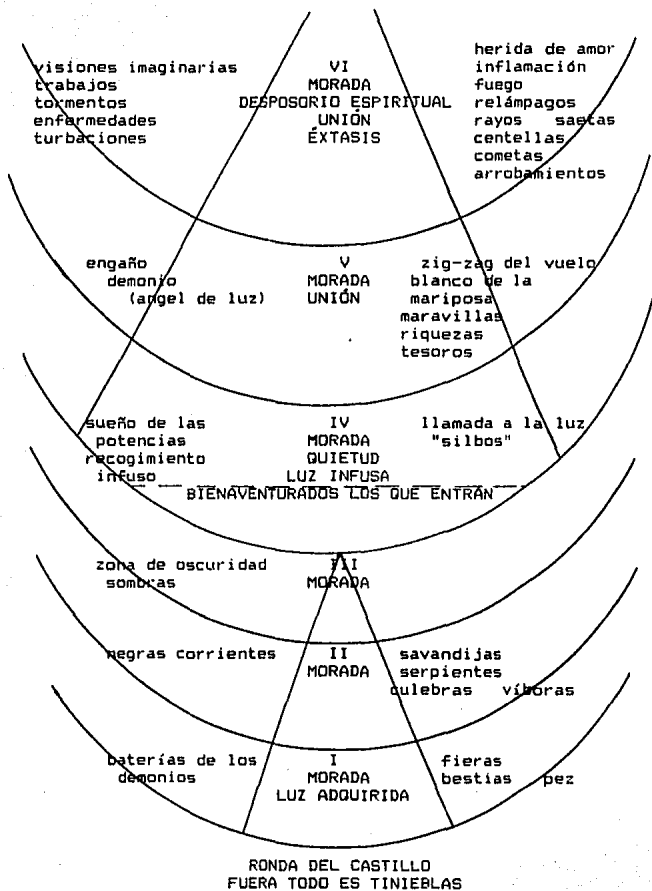 visiones imaginarias
trabajos
tormentos
enfermedades
turbaciones
VI
MORADA
DESPOSORIO ESPIRITUAL
UNIÓN
ÉXTASIS
herida de amor
inflamación
fuego
relámpagos
rayos saetas
centellas
cometas
arrobamientos
engaño
demonio
(angel de luz)
V
MORADA
UNIÓN
zig-zag del vuelo
blanco de la
mariposa
maravillas
riquezas
tesoros
sueño de las
potencias
recogimiento
infuso
IV
MORADA
QUIETUD
LUZ INFUSA
llamada a la luz
"silbos"
BIENAVENTURADOS LOS QUE ENTRAN
zona de oscuridad
sombras
III
MORADA
negras corrientes
II
MORADA
savandijas
serpientes
culebras víboras
baterías de los
demonios
I
MORADA
LUZ ADQUIRIDA
fieras
bestias pez
RONDA DEL CASTILLO
FUERA TODO ES TINIEBLAS